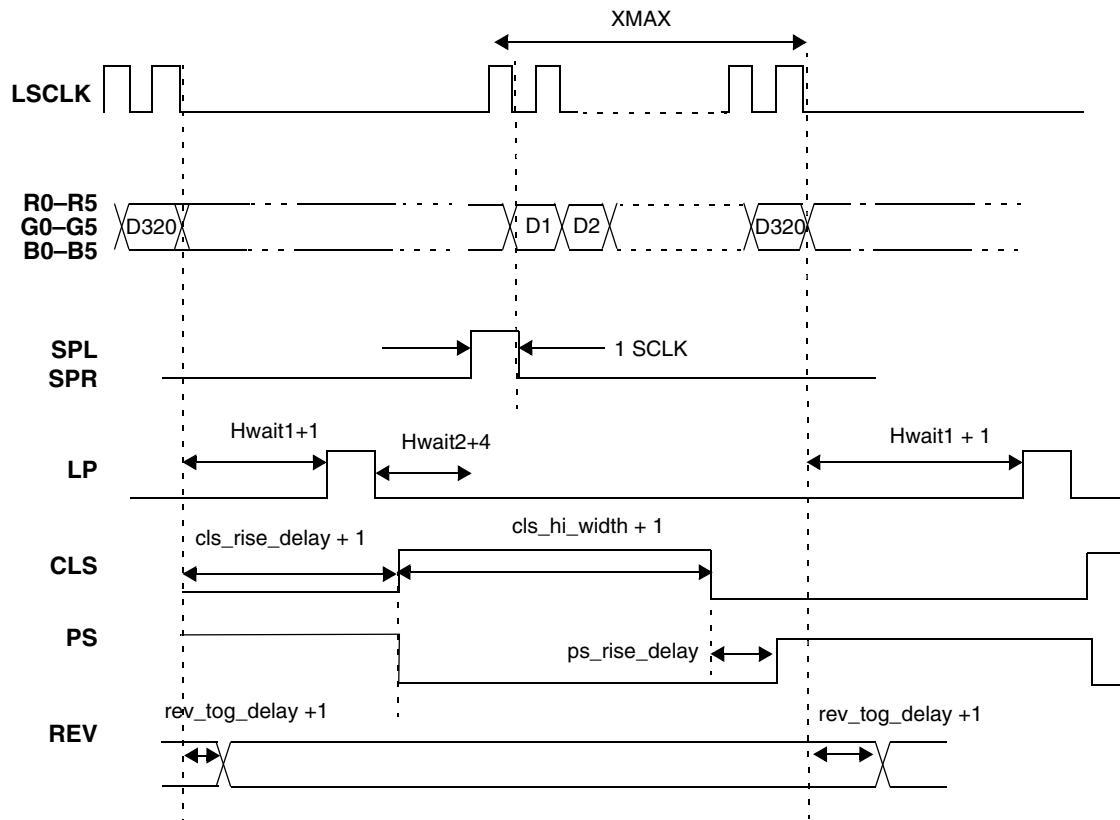 XMAX
LSCLK
R0–R5
G0–G5
B0–B5
D320
D1
D2
D320
SPL
SPR
1 SCLK
LP
Hwait1+1
Hwait2+4
Hwait1 + 1
CLS
cls_rise_delay + 1
cls_hi_width + 1
PS
ps_rise_delay
REV
rev_tog_delay +1
rev_tog_delay +1